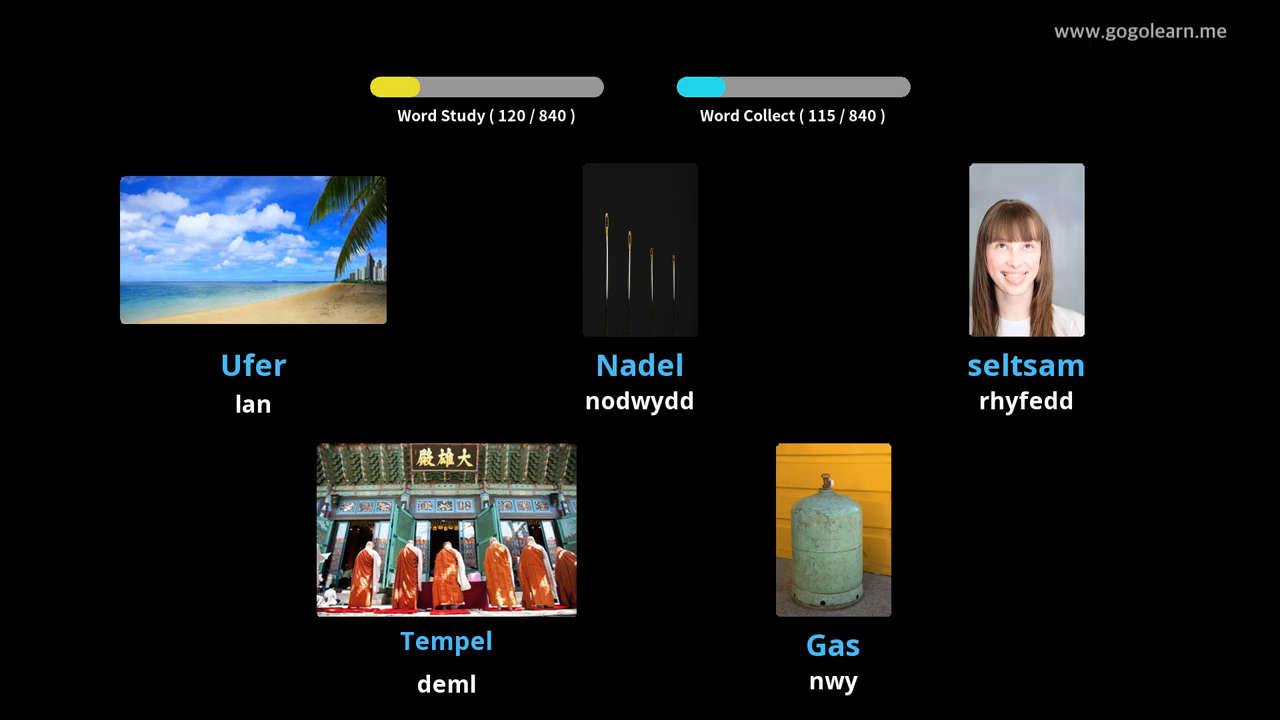 www.gogolearn.me
Word Study ( 120 / 840 )
Word Collect ( 115 / 840 )
Ufer
lan
Nadel
nodwydd
seltsam
rhyfedd
大雄殿
Tempel
deml
Gas
nwy